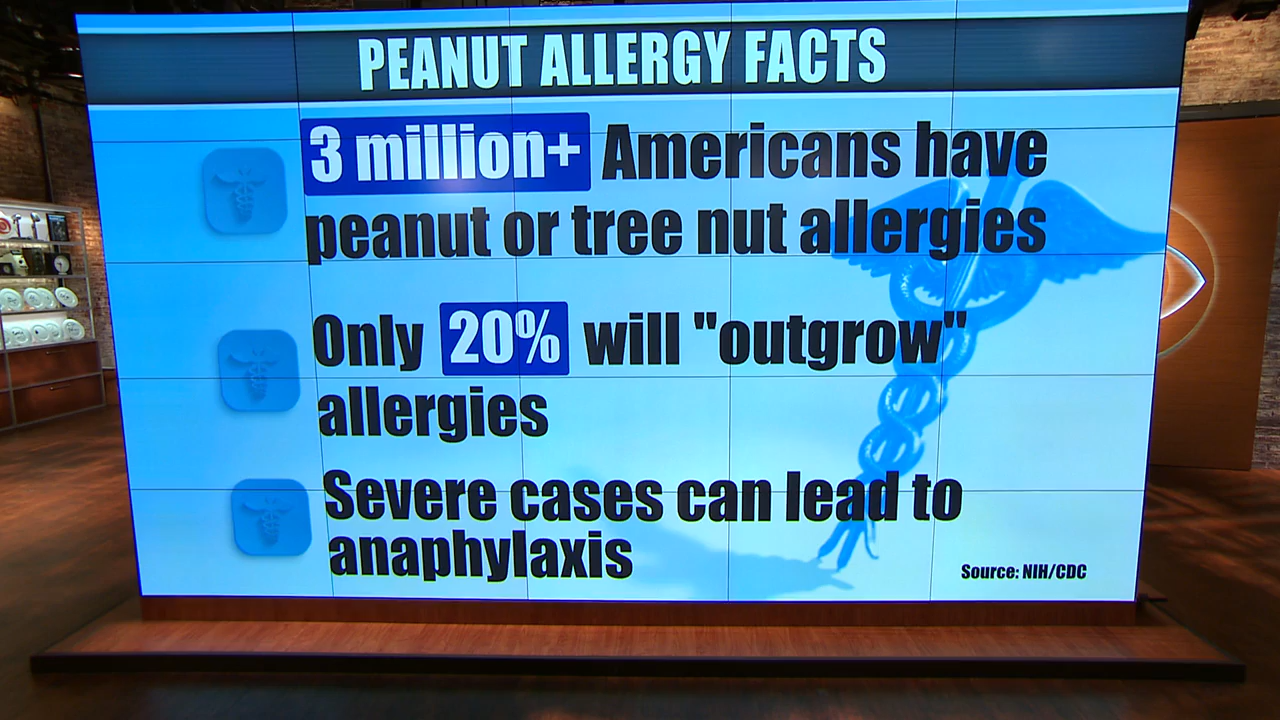 PEANUT ALLERGY FACTS
3 million+ Americans have
peanut or tree nut allergies
Only 20% will "outgrow"
allergies
Severe cases can lead to
anaphylaxis
Source: NIH/CDC